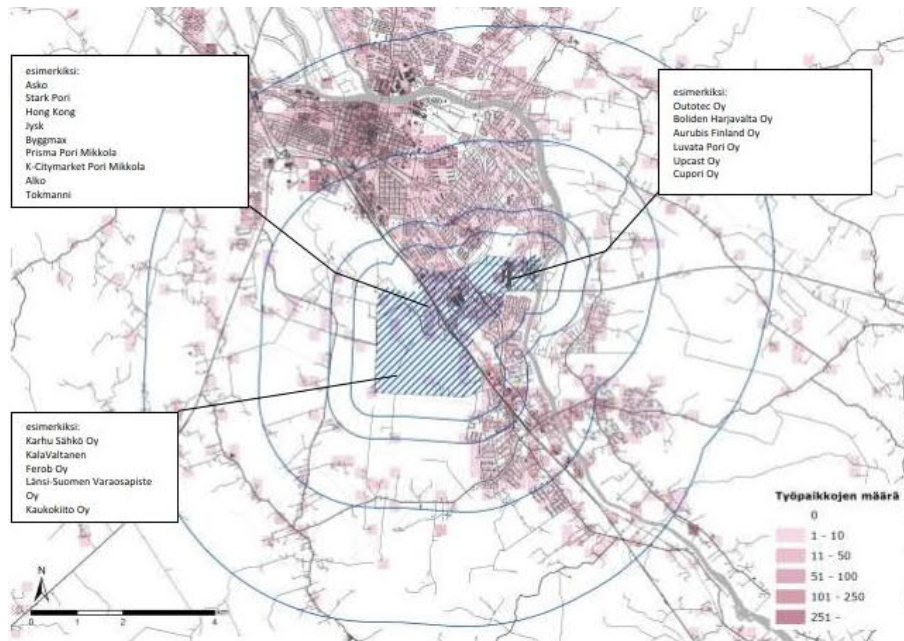 esimerkiksi:
Asko
Stark Pori
Hong Kong
Jysk
Byggmax
Prisma Pori Mikkola
K-Citymarket Pori Mikkola
Alko
Tokmanni
esimerkiksi:
Outotec Oy
Boliden Harjavalta Oy
Aurubis Finland Oy
Luvata Pori Oy
Upcast Oy
Cupori Oy
esimerkiksi:
Karhu Sähkö Oy
KalaValtanen
Ferob Oy
Länsi-Suomen Varaosapiste
Oy
Kaukokiito Oy
Työpaikkojen määrä
0
1 - 10
11 - 50
51 - 100
101 - 250
251 -
N
0 1 2 4